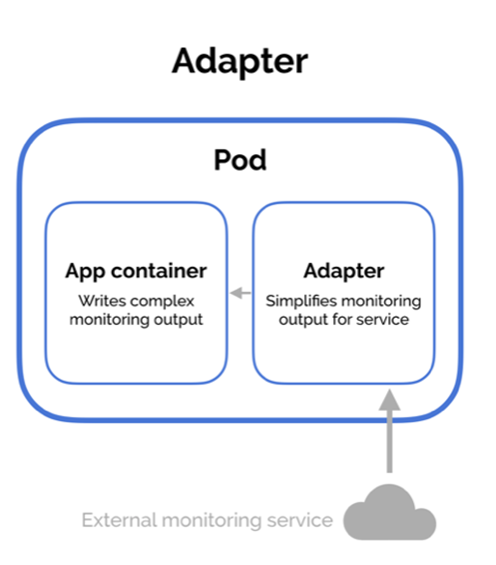 Adapter
Pod
App container
Writes complex
monitoring output
Adapter
Simplifies monitoring
output for service
External monitoring service